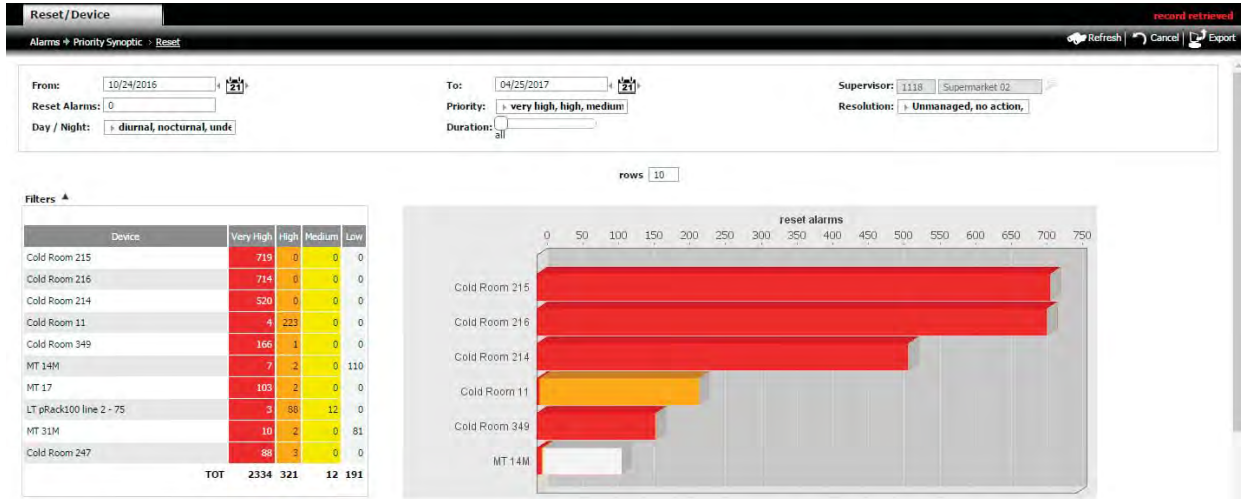 Reset/Device
record retrieved
Alarms Priority Synoptic > Reset
Refresh | Cancel | Export
From: 10/24/2016 21 To: 04/25/2017 21 Supervisor: 1118 Supermarket 02
Reset Alarms: 0 Priority: very high, high, medium Resolution: Unmanaged, no action,
Day / Night: diurnal, nocturnal, unde Duration: all
rows 10
Filters
Device Very High High Medium Low
Cold Room 215 719 0 0 0
Cold Room 216 714 0 0 0
Cold Room 214 520 0 0 0
Cold Room 11 4 223 0 0
Cold Room 349 166 1 0 0
MT 14M 7 2 0 110
MT 17 103 2 0 0
LT pRack100 line 2 - 75 3 88 12 0
MT 31M 10 2 0 81
Cold Room 247 88 3 0 0
TOT 2334 321 12 191
reset alarms
0 50 100 150 200 250 300 350 400 450 500 550 600 650 700 750
Cold Room 215
Cold Room 216
Cold Room 214
Cold Room 11
Cold Room 349
MT 14M